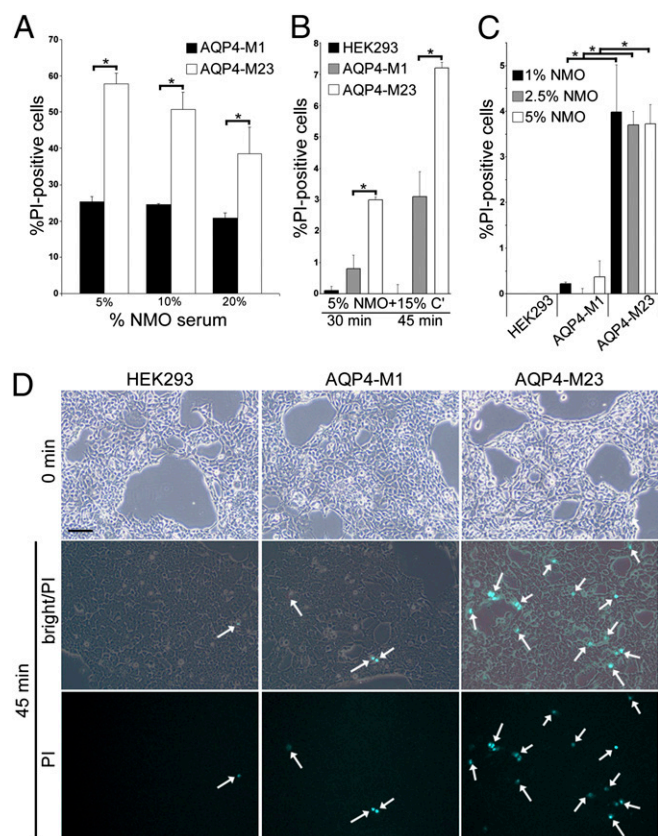 A
%PI-positive cells
70
60
50
40
30
20
10
0
AQP4-M1
AQP4-M23
*
*
*
5% 10% 20%
% NMO serum
B
%PI-positive cells
8
7
6
5
4
3
2
1
0
HEK293
AQP4-M1
AQP4-M23
*
*
5% NMO+15% C'
30 min 45 min
C
%PI-positive cells
6
5
4
3
2
1
0
* * *
1% NMO
2.5% NMO
5% NMO
HEK293
AQP4-M1
AQP4-M23
D
HEK293 AQP4-M1 AQP4-M23
0 min
45 min
bright/PI
PI